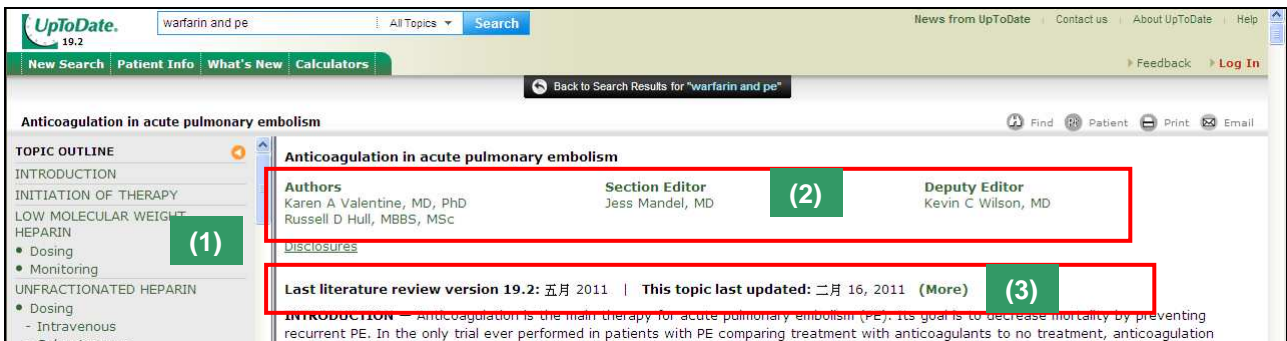 UpToDate.
19.2
warfarin and pe
All Topics
Search
News from UpToDate
Contact us
About UpToDate
Help
New Search
Patient Info
What's New
Calculators
Feedback
Log In
Back to Search Results for "warfarin and pe"
Anticoagulation in acute pulmonary embolism
Find
Patient
Print
Email
TOPIC OUTLINE
INTRODUCTION
INITIATION OF THERAPY
LOW MOLECULAR WEIGHT
HEPARIN
• Dosing
• Monitoring
UNFRACTIONATED HEPARIN
• Dosing
- Intravenous
(1)
Anticoagulation in acute pulmonary embolism
Authors
Karen A Valentine, MD, PhD
Russell D Hull, MBBS, MSc
Section Editor
Jess Mandel, MD
(2)
Deputy Editor
Kevin C Wilson, MD
Disclosures
Last literature review version 19.2: 五月 2011 | This topic last updated: 二月 16, 2011 (More)
(3)
INTRODUCTION — Anticoagulation is the main therapy for acute pulmonary embolism (PE). Its goal is to decrease mortality by preventing
recurrent PE. In the only trial ever performed in patients with PE comparing treatment with anticoagulants to no treatment, anticoagulation